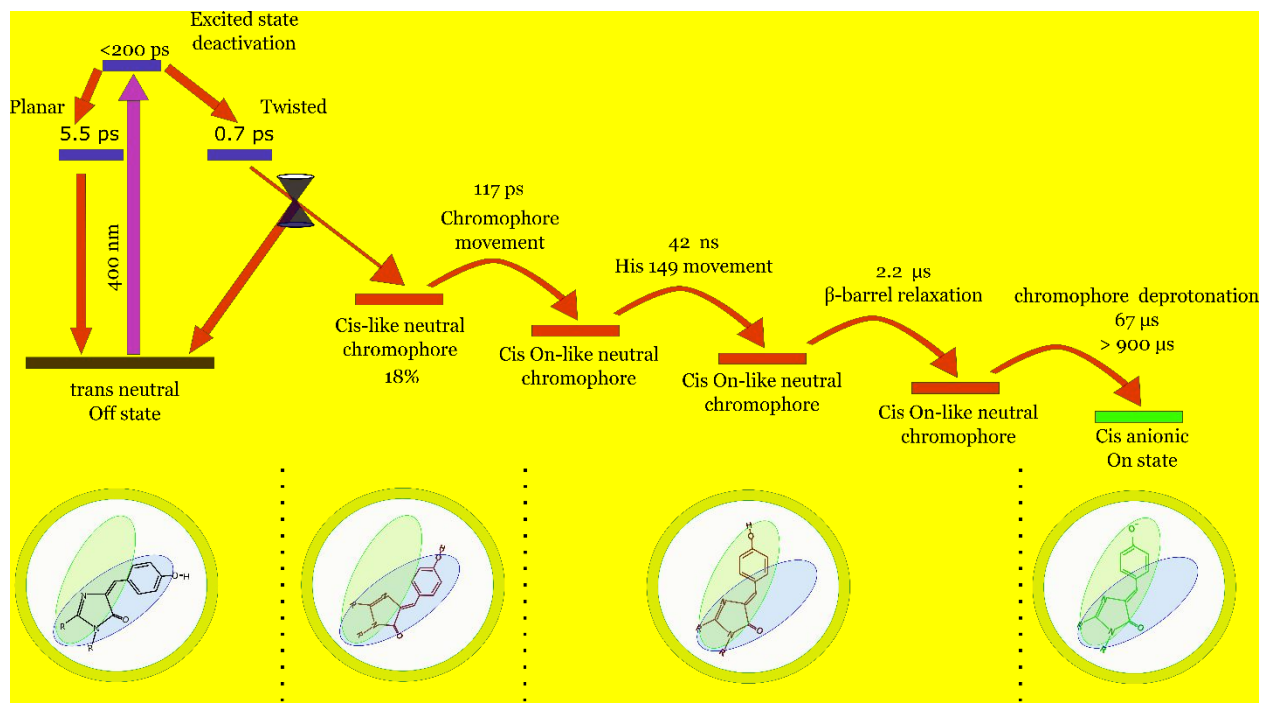 Excited state
deactivation
<200 ps
Planar
Twisted
5.5 ps
0.7 ps
400 nm
117 ps
Chromophore
movement
42 ns
His 149 movement
2.2 µs
β-barrel relaxation
chromophore deprotonation
67 µs
> 900 µs
Cis-like neutral
chromophore
18%
Cis On-like neutral
chromophore
Cis On-like neutral
chromophore
Cis On-like neutral
chromophore
Cis anionic
On state
trans neutral
Off state
N
O-H
O
N
R
R
H
O
N
R
N
R
O
H
O
N
R
N
R
O
O-
N
R
N
R
O